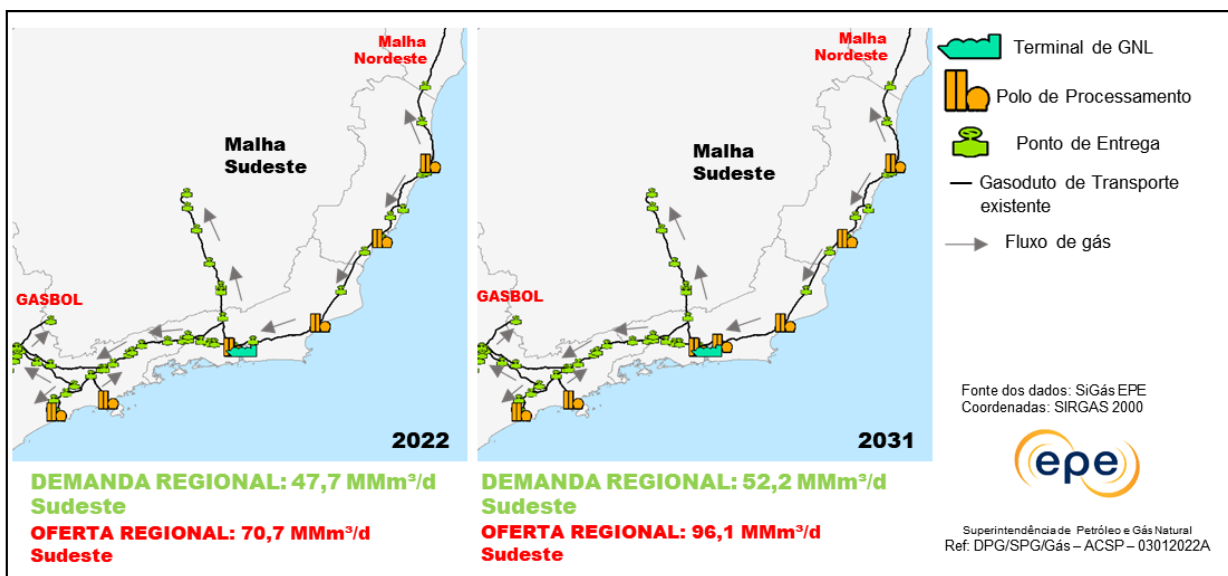 Malha
Nordeste
Malha
Sudeste
GASBOL
2022
DEMANDA REGIONAL: 47,7 MMm³/d
Sudeste
OFERTA REGIONAL: 70,7 MMm³/d
Sudeste
Malha
Nordeste
Malha
Sudeste
GASBOL
2031
DEMANDA REGIONAL: 52,2 MMm³/d
Sudeste
OFERTA REGIONAL: 96,1 MMm³/d
Sudeste
Terminal de GNL
Polo de Processamento
Ponto de Entrega
Gasoduto de Transporte
existente
Fluxo de gás
Fonte dos dados: SiGás EPE
Coordenadas: SIRGAS 2000
epe
Superintendência de Petróleo e Gás Natural
Ref: DPG/SPG/Gás – ACSP – 03012022A